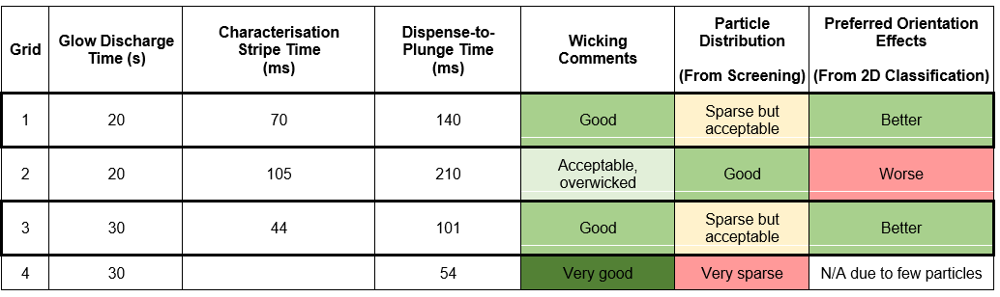 Grid
Glow Discharge
Time (s)
Characterisation
Stripe Time
(ms)
Dispense-to-
Plunge Time
(ms)
Wicking
Comments
Particle
Distribution
(From Screening)
Preferred Orientation
Effects
(From 2D Classification)
1
20
70
140
Good
Sparse but
acceptable
Better
2
20
105
210
Acceptable,
overwicked
Good
Worse
3
30
44
101
Good
Sparse but
acceptable
Better
4
30
54
Very good
Very sparse
N/A due to few particles